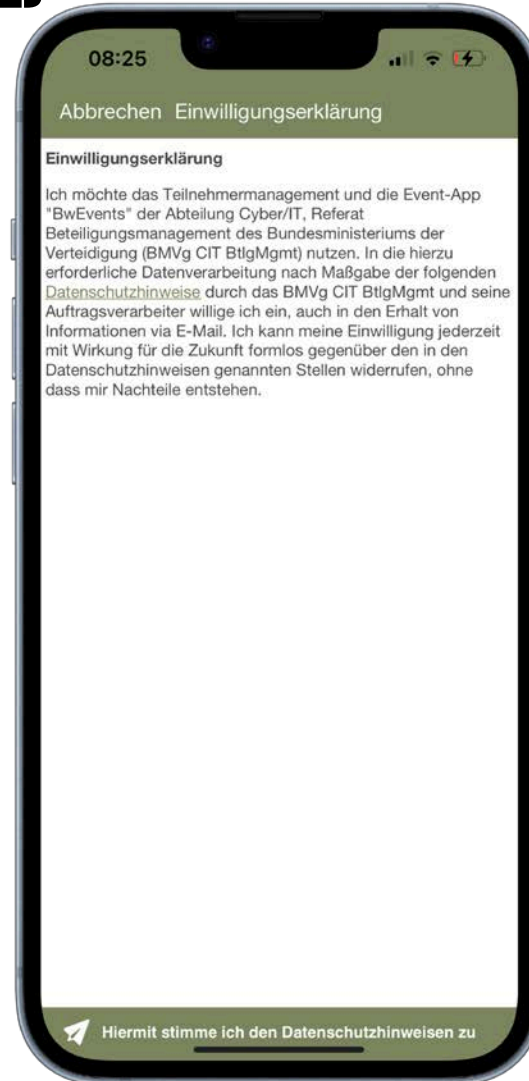 08:25
Abbrechen Einwilligungserklärung
Einwilligungserklärung
Ich möchte das Teilnehmermanagement und die Event-App
"BwEvents" der Abteilung Cyber/IT, Referat
Beteiligungsmanagement des Bundesministeriums der
Verteidigung (BMVg CIT BtlgMgmt) nutzen. In die hierzu
erforderliche Datenverarbeitung nach Maßgabe der folgenden
Datenschutzhinweise durch das BMVg CIT BtlgMgmt und seine
Auftragsverarbeiter willige ich ein, auch in den Erhalt von
Informationen via E-Mail. Ich kann meine Einwilligung jederzeit
mit Wirkung für die Zukunft formlos gegenüber den in den
Datenschutzhinweisen genannten Stellen widerrufen, ohne
dass mir Nachteile entstehen.
Hiermit stimme ich den Datenschutzhinweisen zu